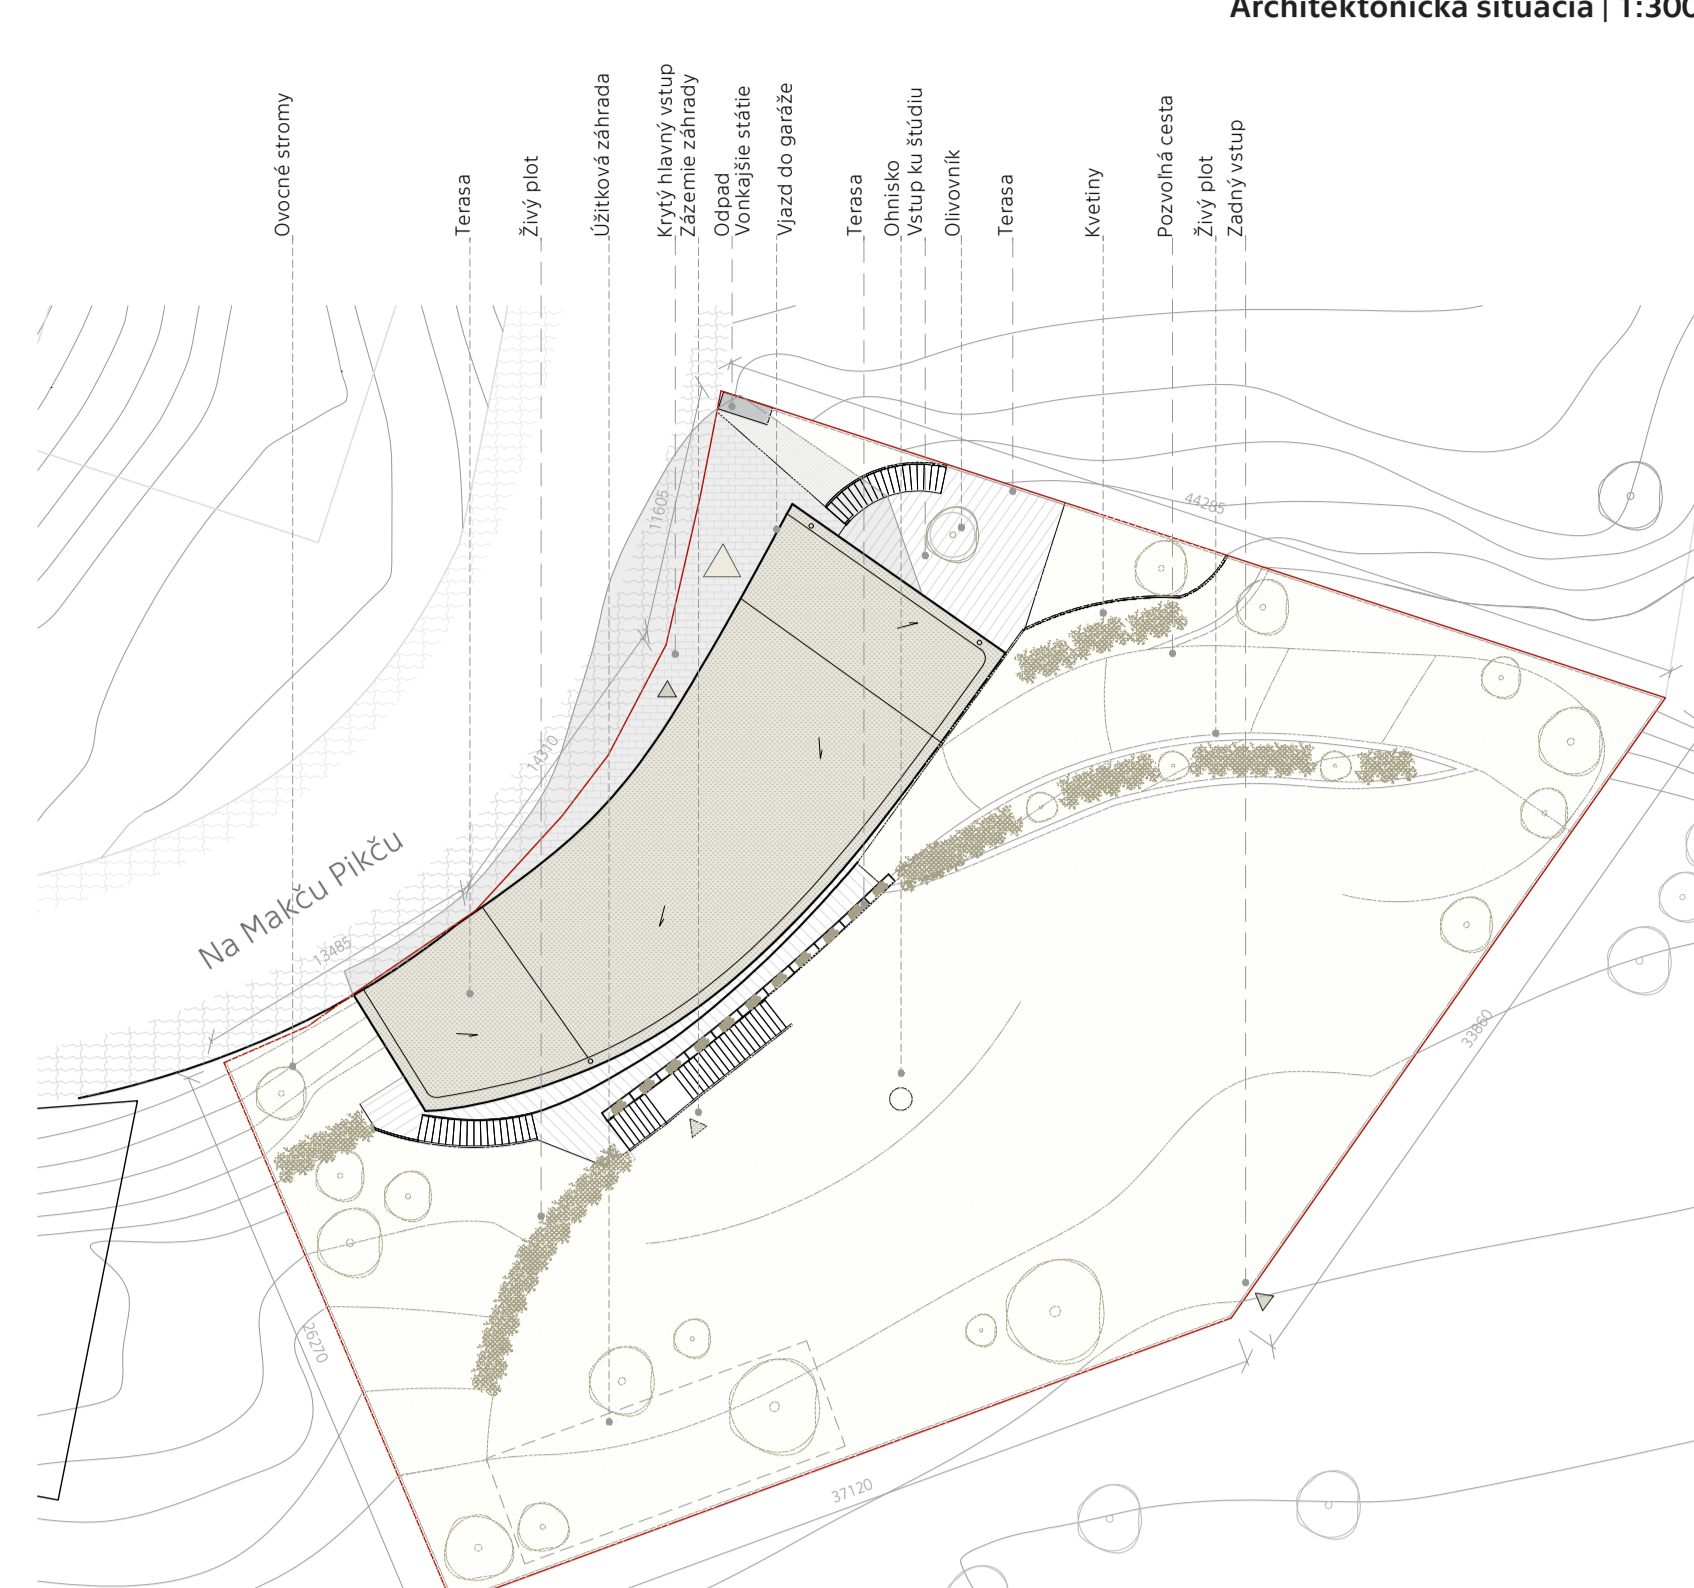 Architektonická situácia | 1:300
Ovocné stromy
Terasa
Živý plot
Úžitková záhrada
Krytý hlavný vstup
Zázemie záhrady
Odpad
Vonkajšie státie
Vjazd do garáže
Terasa
Ohnisko
Vstup ku štúdiu
Olivovník
Terasa
Kvetiny
Pozvoľná cesta
Živý plot
Zadný vstup
11605
44285
14310
Na Makču Pikču
13485
33860
26270
37120